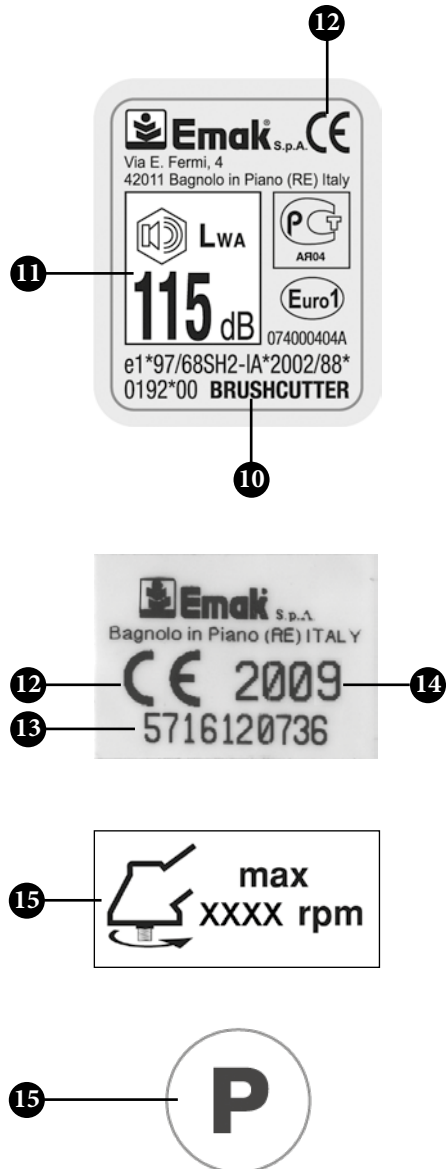 12
Emak S.p.A. CE
Via E. Fermi, 4
42011 Bagnolo in Piano (RE) Italy
11
LWA
115 dB
РСТ
АЯ04
Euro1
074000404A
e1*97/68SH2-IA*2002/88*
0192*00 BRUSHCUTTER
10
Emak S.p.A.
Bagnolo in Piano (RE) ITALY
12 CE 2009 14
13 5716120736
15
max
XXXX rpm
15 P